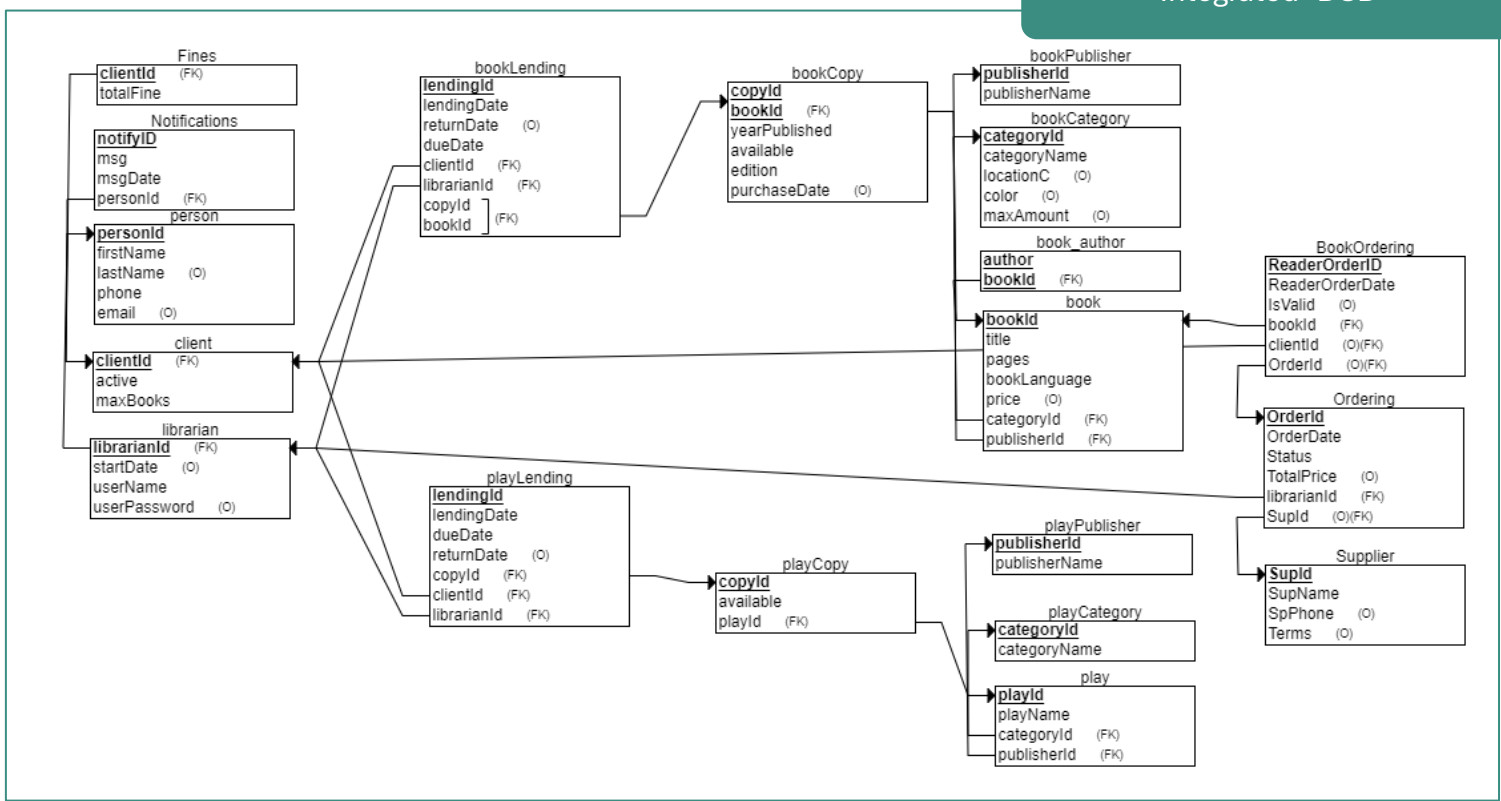 Integrated DSD
Fines
clientId (FK)
totalFine
Notifications
notifyID
msg
msgDate
personId (FK)
person
personId
firstName
lastName (O)
phone
email (O)
client
clientId (FK)
active
maxBooks
librarian
librarianId (FK)
startDate (O)
userName
userPassword (O)
bookLending
lendingId
lendingDate
returnDate (O)
dueDate
clientId (FK)
librarianId (FK)
copyId
bookId (FK)
playLending
lendingId
lendingDate
dueDate
returnDate (O)
copyId (FK)
clientId (FK)
librarianId (FK)
bookCopy
copyId
bookId (FK)
yearPublished
available
edition
purchaseDate (O)
playCopy
copyId
available
playId (FK)
bookPublisher
publisherId
publisherName
bookCategory
categoryId
categoryName
locationC (O)
color (O)
maxAmount (O)
book_author
author
bookId (FK)
book
bookId
title
pages
bookLanguage
price (O)
categoryId (FK)
publisherId (FK)
playPublisher
publisherId
publisherName
playCategory
categoryId
categoryName
play
playId
playName
categoryId (FK)
publisherId (FK)
BookOrdering
ReaderOrderID
ReaderOrderDate
IsValid (O)
bookId (FK)
clientId (O)(FK)
OrderId (O)(FK)
Ordering
OrderId
OrderDate
Status
TotalPrice (O)
librarianId (FK)
SupId (O)(FK)
Supplier
SupId
SupName
SpPhone (O)
Terms (O)